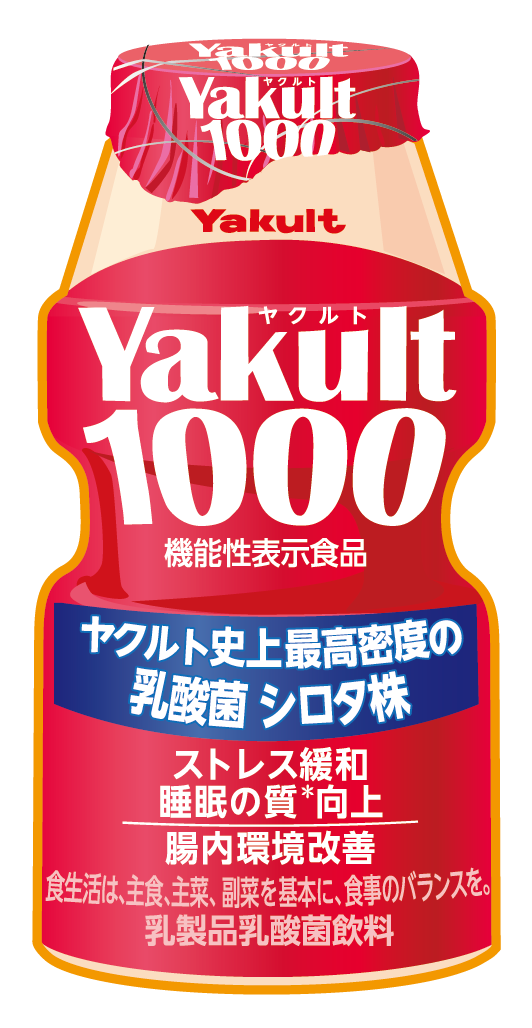 Yakult
1000
ヤクルト
Yakult
1000
Yakult
ヤクルト
Yakult
1000
機能性表示食品
ヤクルト史上最高密度の
乳酸菌 シロタ株
ストレス緩和
睡眠の質*向上
腸内環境改善
食生活は、主食、主菜、副菜を基本に、食事のバランスを。
乳製品乳酸菌飲料